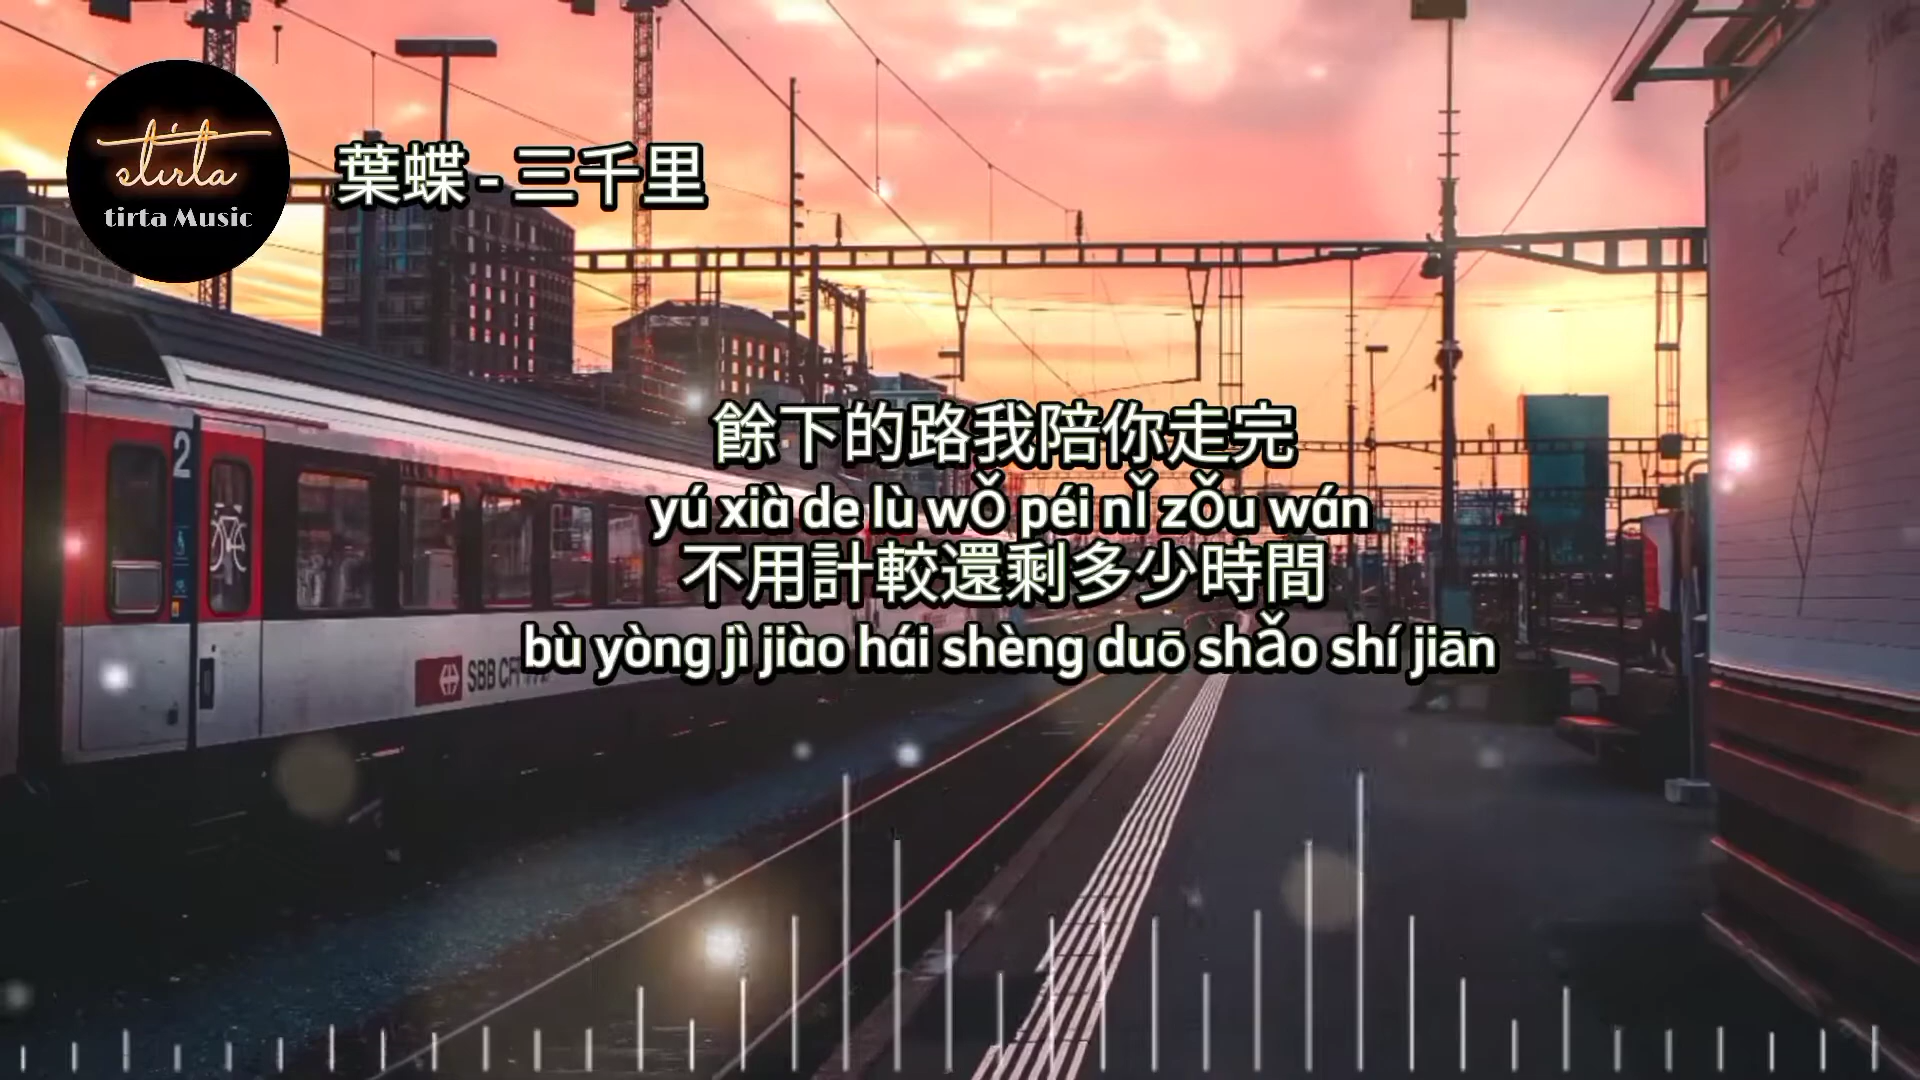 stirta
tirta Music
葉蝶 - 三千里
餘下的路我陪你走完
yú xià de lù wǒ péi nǐ zǒu wán
不用計較還剩多少時間
bù yòng jì jiào hái shèng duō shǎo shí jiān
2
SBB CFF